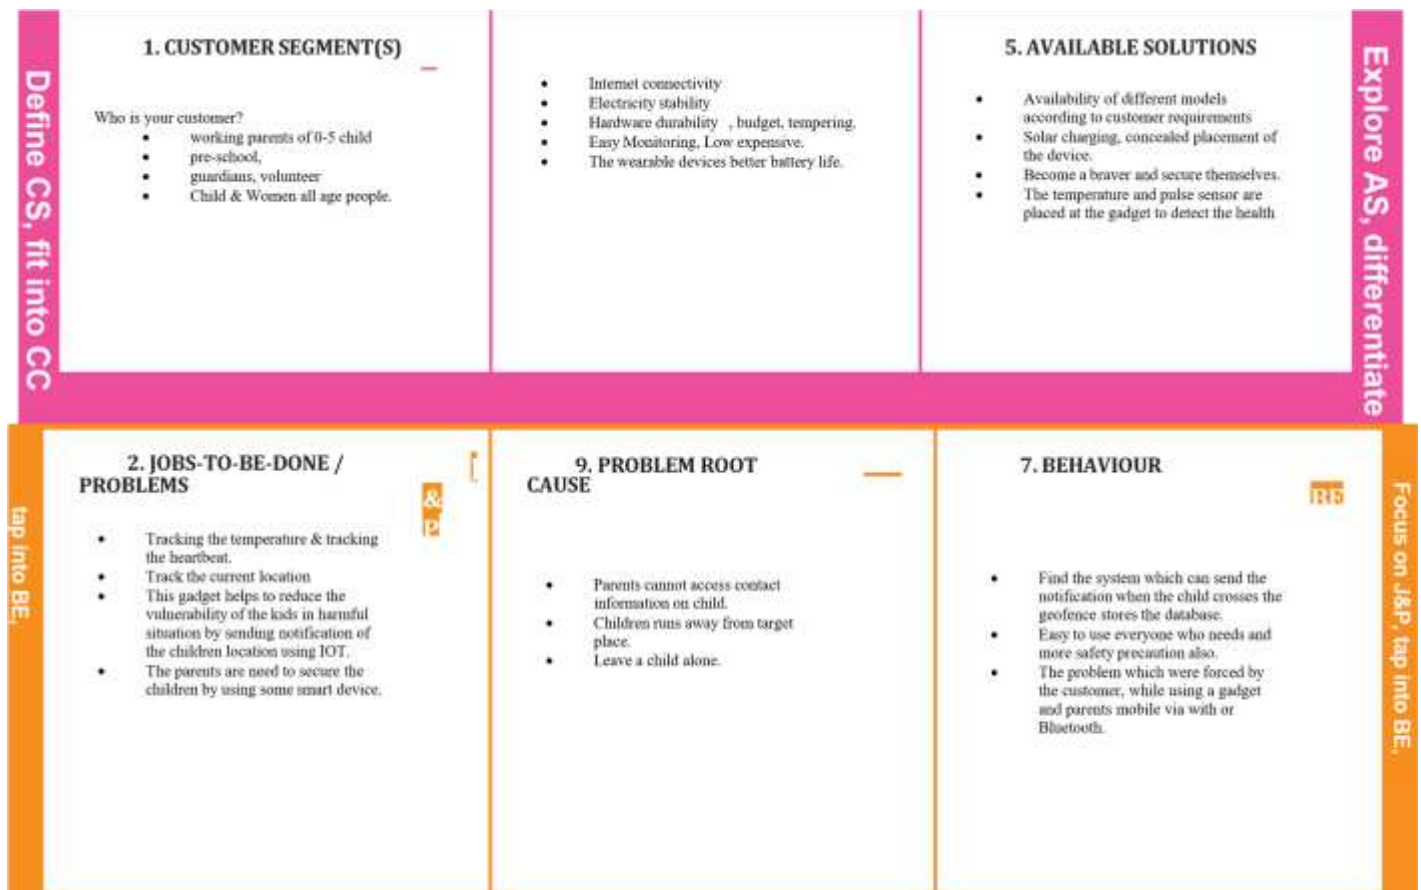 Define CS, fit into CC
1. CUSTOMER SEGMENT(S)
Who is your customer?
• working parents of 0-5 child
• pre-school,
• guardians, volunteer
• Child & Women all age people.
• Internet connectivity
• Electricity stability
• Hardware durability , budget, tempering.
• Easy Monitoring, Low expensive.
• The wearable devices better battery life.
5. AVAILABLE SOLUTIONS
• Availability of different models
according to customer requirements
• Solar charging, concealed placement of
the device.
• Become a braver and secure themselves.
• The temperature and pulse sensor are
placed at the gadget to detect the health
Explore AS, differentiate
tap into BE,
2. JOBS-TO-BE-DONE /
PROBLEMS
&
P
• Tracking the temperature & tracking
the heartbeat.
• Track the current location
• This gadget helps to reduce the
vulnerability of the kids in harmful
situation by sending notification of
the children location using IOT.
• The parents are need to secure the
children by using some smart device.
9. PROBLEM ROOT
CAUSE
• Parents cannot access contact
information on child.
• Children runs away from target
place.
• Leave a child alone.
7. BEHAVIOUR
• Find the system which can send the
notification when the child crosses the
geofence stores the database.
• Easy to use everyone who needs and
more safety precaution also.
• The problem which were forced by
the customer, while using a gadget
and parents mobile via with or
Bluetooth.
Focus on J&P, tap into BE,